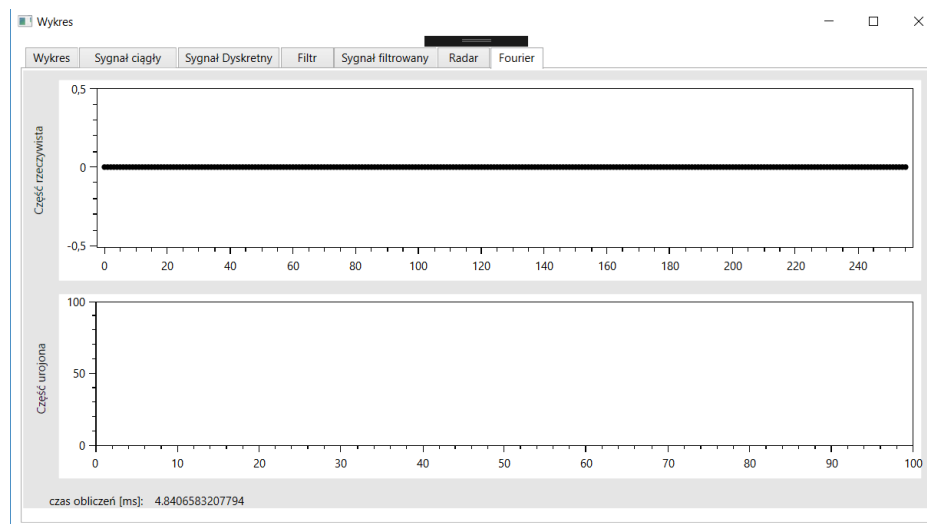 Wykres
Wykres Sygnał ciągły Sygnał Dyskretny Filtr Sygnał filtrowany Radar Fourier
Część rzeczywista
0,5
0
-0,5
0 20 40 60 80 100 120 140 160 180 200 220 240
Część urojona
100
50
0
0 10 20 30 40 50 60 70 80 90 100
czas obliczeń [ms]: 4.8406583207794